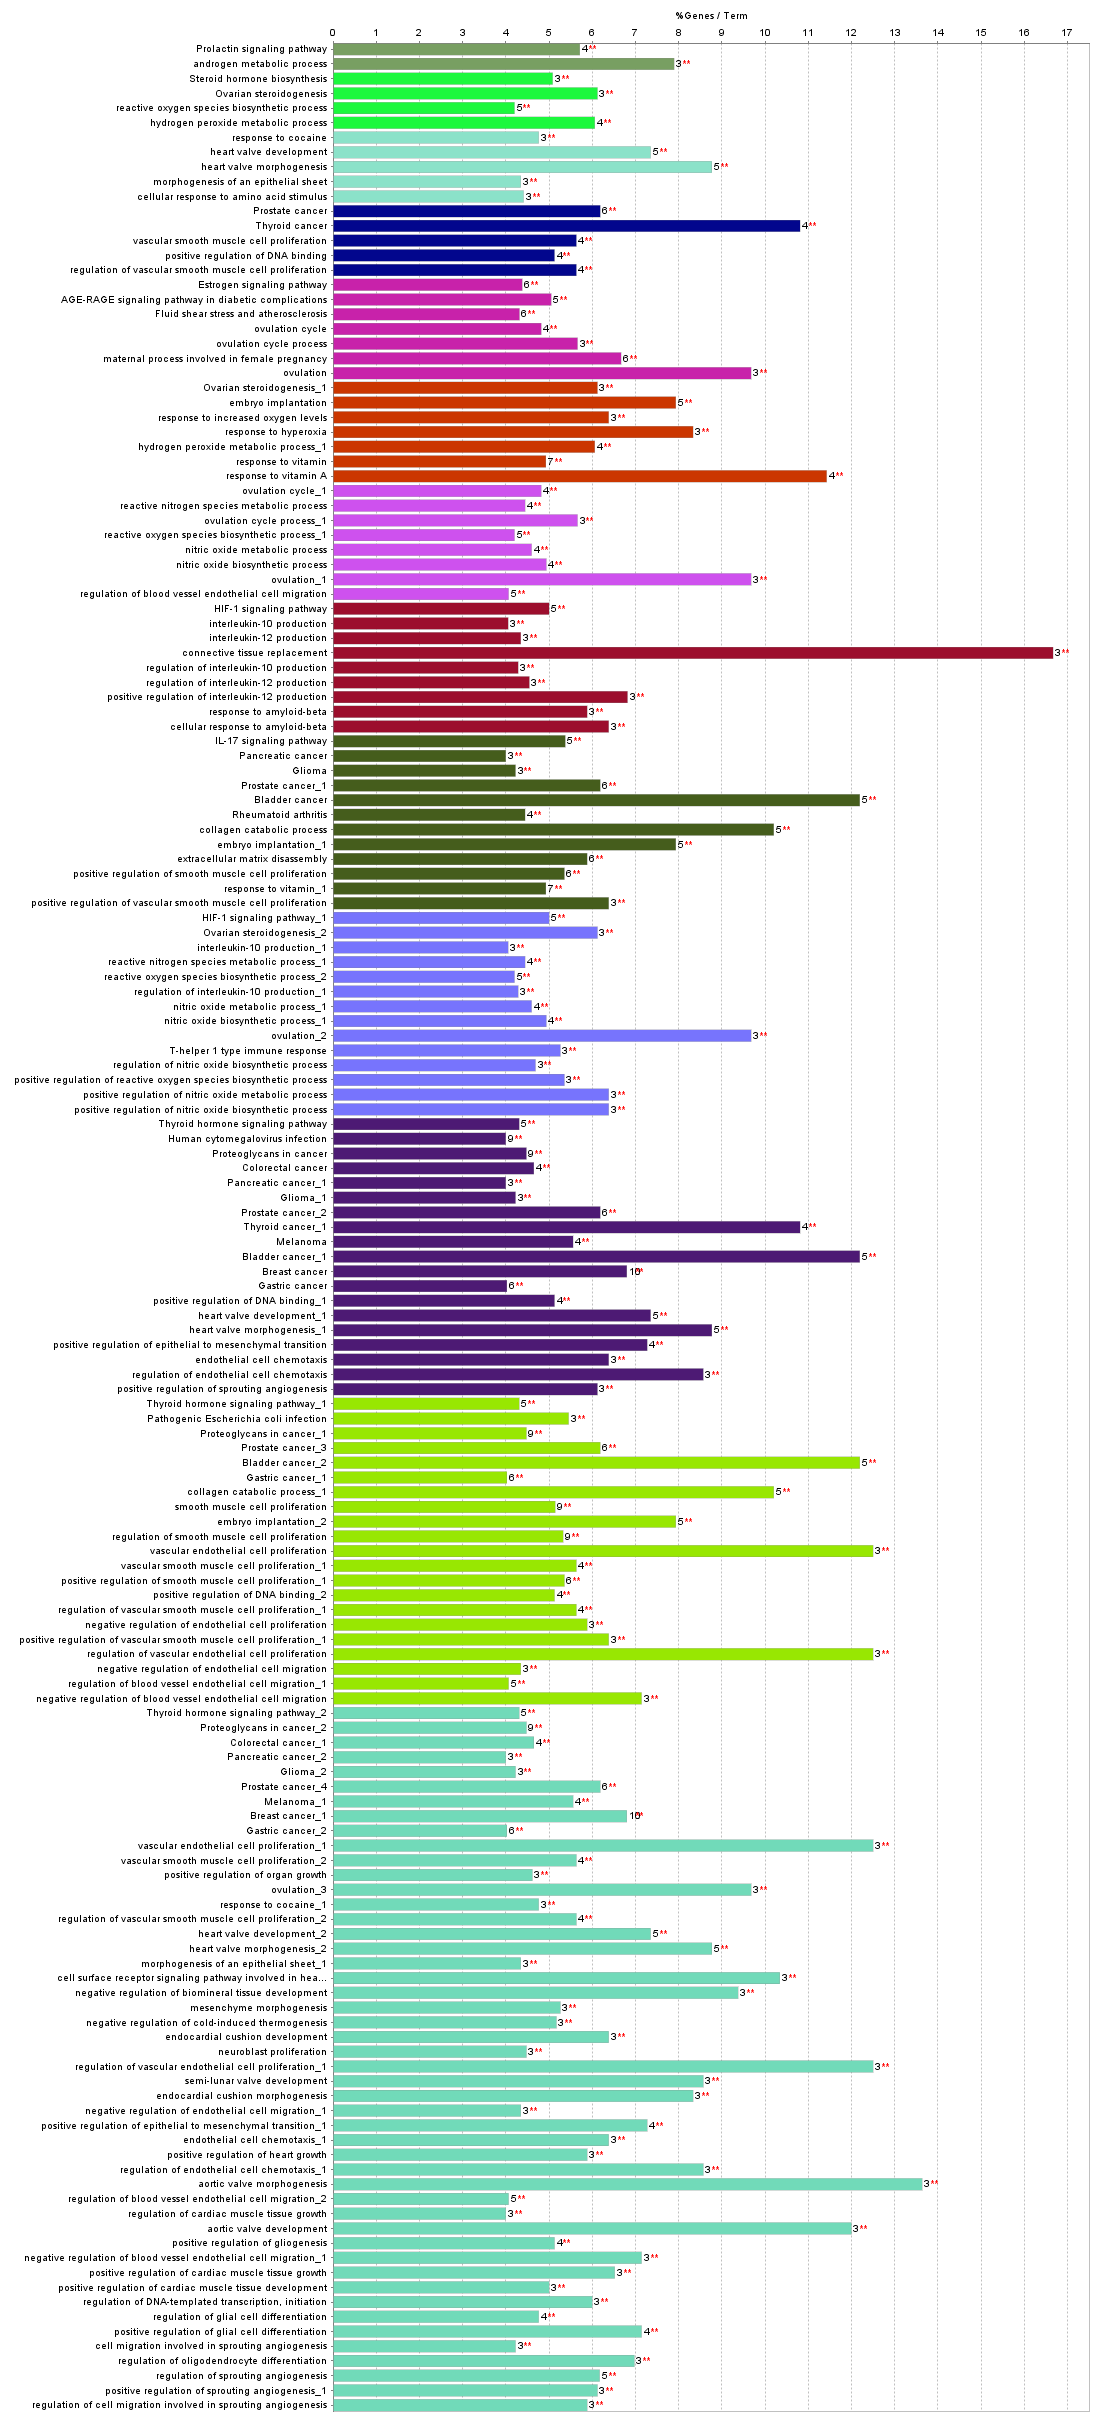 %Genes / Term
0 1 2 3 4 5 6 7 8 9 10 11 12 13 14 15 16 17
Prolactin signaling pathway 4**
androgen metabolic process 3**
Steroid hormone biosynthesis 3**
Ovarian steroidogenesis 3**
reactive oxygen species biosynthetic process 5**
hydrogen peroxide metabolic process 4**
response to cocaine 3**
heart valve development 5**
heart valve morphogenesis 5**
morphogenesis of an epithelial sheet 3**
cellular response to amino acid stimulus 3**
Prostate cancer 6**
Thyroid cancer 4**
vascular smooth muscle cell proliferation 4**
positive regulation of DNA binding 4**
regulation of vascular smooth muscle cell proliferation 4**
Estrogen signaling pathway 6**
AGE-RAGE signaling pathway in diabetic complications 5**
Fluid shear stress and atherosclerosis 6**
ovulation cycle 4**
ovulation cycle process 3**
maternal process involved in female pregnancy 6**
ovulation 3**
Ovarian steroidogenesis_1 3**
embryo implantation 5**
response to increased oxygen levels 3**
response to hyperoxia 3**
hydrogen peroxide metabolic process_1 4**
response to vitamin 7**
response to vitamin A 4**
ovulation cycle_1 4**
reactive nitrogen species metabolic process 4**
ovulation cycle process_1 3**
reactive oxygen species biosynthetic process_1 5**
nitric oxide metabolic process 4**
nitric oxide biosynthetic process 4**
ovulation_1 3**
regulation of blood vessel endothelial cell migration 5**
HIF-1 signaling pathway 5**
interleukin-10 production 3**
interleukin-12 production 3**
connective tissue replacement 3**
regulation of interleukin-10 production 3**
regulation of interleukin-12 production 3**
positive regulation of interleukin-12 production 3**
response to amyloid-beta 3**
cellular response to amyloid-beta 3**
IL-17 signaling pathway 5**
Pancreatic cancer 3**
Glioma 3**
Prostate cancer_1 6**
Bladder cancer 5**
Rheumatoid arthritis 4**
collagen catabolic process 5**
embryo implantation_1 5**
extracellular matrix disassembly 6**
positive regulation of smooth muscle cell proliferation 6**
response to vitamin_1 7**
positive regulation of vascular smooth muscle cell proliferation 3**
HIF-1 signaling pathway_1 5**
Ovarian steroidogenesis_2 3**
interleukin-10 production_1 3**
reactive nitrogen species metabolic process_1 4**
reactive oxygen species biosynthetic process_2 5**
regulation of interleukin-10 production_1 3**
nitric oxide metabolic process_1 4**
nitric oxide biosynthetic process_1 4**
ovulation_2 3**
T-helper 1 type immune response 3**
regulation of nitric oxide biosynthetic process 3**
positive regulation of reactive oxygen species biosynthetic process 3**
positive regulation of nitric oxide metabolic process 3**
positive regulation of nitric oxide biosynthetic process 3**
Thyroid hormone signaling pathway 5**
Human cytomegalovirus infection 9**
Proteoglycans in cancer 9**
Colorectal cancer 4**
Pancreatic cancer_1 3**
Glioma_1 3**
Prostate cancer_2 6**
Thyroid cancer_1 4**
Melanoma 4**
Bladder cancer_1 5**
Breast cancer 10**
Gastric cancer 6**
positive regulation of DNA binding_1 4**
heart valve development_1 5**
heart valve morphogenesis_1 5**
positive regulation of epithelial to mesenchymal transition 4**
endothelial cell chemotaxis 3**
regulation of endothelial cell chemotaxis 3**
positive regulation of sprouting angiogenesis 3**
Thyroid hormone signaling pathway_1 5**
Pathogenic Escherichia coli infection 3**
Proteoglycans in cancer_1 9**
Prostate cancer_3 6**
Bladder cancer_2 5**
Gastric cancer_1 6**
collagen catabolic process_1 5**
smooth muscle cell proliferation 9**
embryo implantation_2 5**
regulation of smooth muscle cell proliferation 9**
vascular endothelial cell proliferation 3**
vascular smooth muscle cell proliferation_1 4**
positive regulation of smooth muscle cell proliferation_1 6**
positive regulation of DNA binding_2 4**
regulation of vascular smooth muscle cell proliferation_1 4**
negative regulation of endothelial cell proliferation 3**
positive regulation of vascular smooth muscle cell proliferation_1 3**
regulation of vascular endothelial cell proliferation 3**
negative regulation of endothelial cell migration 3**
regulation of blood vessel endothelial cell migration_1 5**
negative regulation of blood vessel endothelial cell migration 3**
Thyroid hormone signaling pathway_2 5**
Proteoglycans in cancer_2 9**
Colorectal cancer_1 4**
Pancreatic cancer_2 3**
Glioma_2 3**
Prostate cancer_4 6**
Melanoma_1 4**
Breast cancer_1 10**
Gastric cancer_2 6**
vascular endothelial cell proliferation_1 3**
vascular smooth muscle cell proliferation_2 4**
positive regulation of organ growth 3**
ovulation_3 3**
response to cocaine_1 3**
regulation of vascular smooth muscle cell proliferation_2 4**
heart valve development_2 5**
heart valve morphogenesis_2 5**
morphogenesis of an epithelial sheet_1 3**
cell surface receptor signaling pathway involved in hea... 3**
negative regulation of biomineral tissue development 3**
mesenchyme morphogenesis 3**
negative regulation of cold-induced thermogenesis 3**
endocardial cushion development 3**
neuroblast proliferation 3**
regulation of vascular endothelial cell proliferation_1 3**
semi-lunar valve development 3**
endocardial cushion morphogenesis 3**
negative regulation of endothelial cell migration_1 3**
positive regulation of epithelial to mesenchymal transition_1 4**
endothelial cell chemotaxis_1 3**
positive regulation of heart growth 3**
regulation of endothelial cell chemotaxis_1 3**
aortic valve morphogenesis 3**
regulation of blood vessel endothelial cell migration_2 5**
regulation of cardiac muscle tissue growth 3**
aortic valve development 3**
positive regulation of gliogenesis 4**
negative regulation of blood vessel endothelial cell migration_1 3**
positive regulation of cardiac muscle tissue growth 3**
positive regulation of cardiac muscle tissue development 3**
regulation of DNA-templated transcription, initiation 3**
regulation of glial cell differentiation 4**
positive regulation of glial cell differentiation 4**
cell migration involved in sprouting angiogenesis 3**
regulation of oligodendrocyte differentiation 3**
regulation of sprouting angiogenesis 5**
positive regulation of sprouting angiogenesis_1 3**
regulation of cell migration involved in sprouting angiogenesis 3**